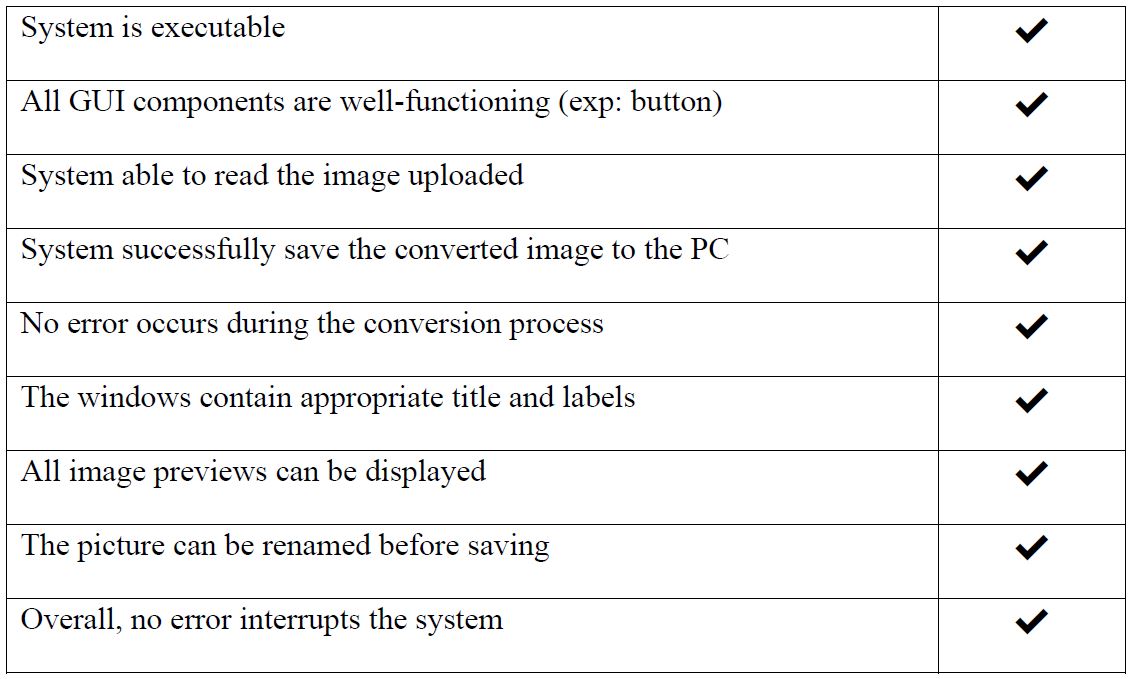 System is executable ✔
All GUI components are well-functioning (exp: button) ✔
System able to read the image uploaded ✔
System successfully save the converted image to the PC ✔
No error occurs during the conversion process ✔
The windows contain appropriate title and labels ✔
All image previews can be displayed ✔
The picture can be renamed before saving ✔
Overall, no error interrupts the system ✔